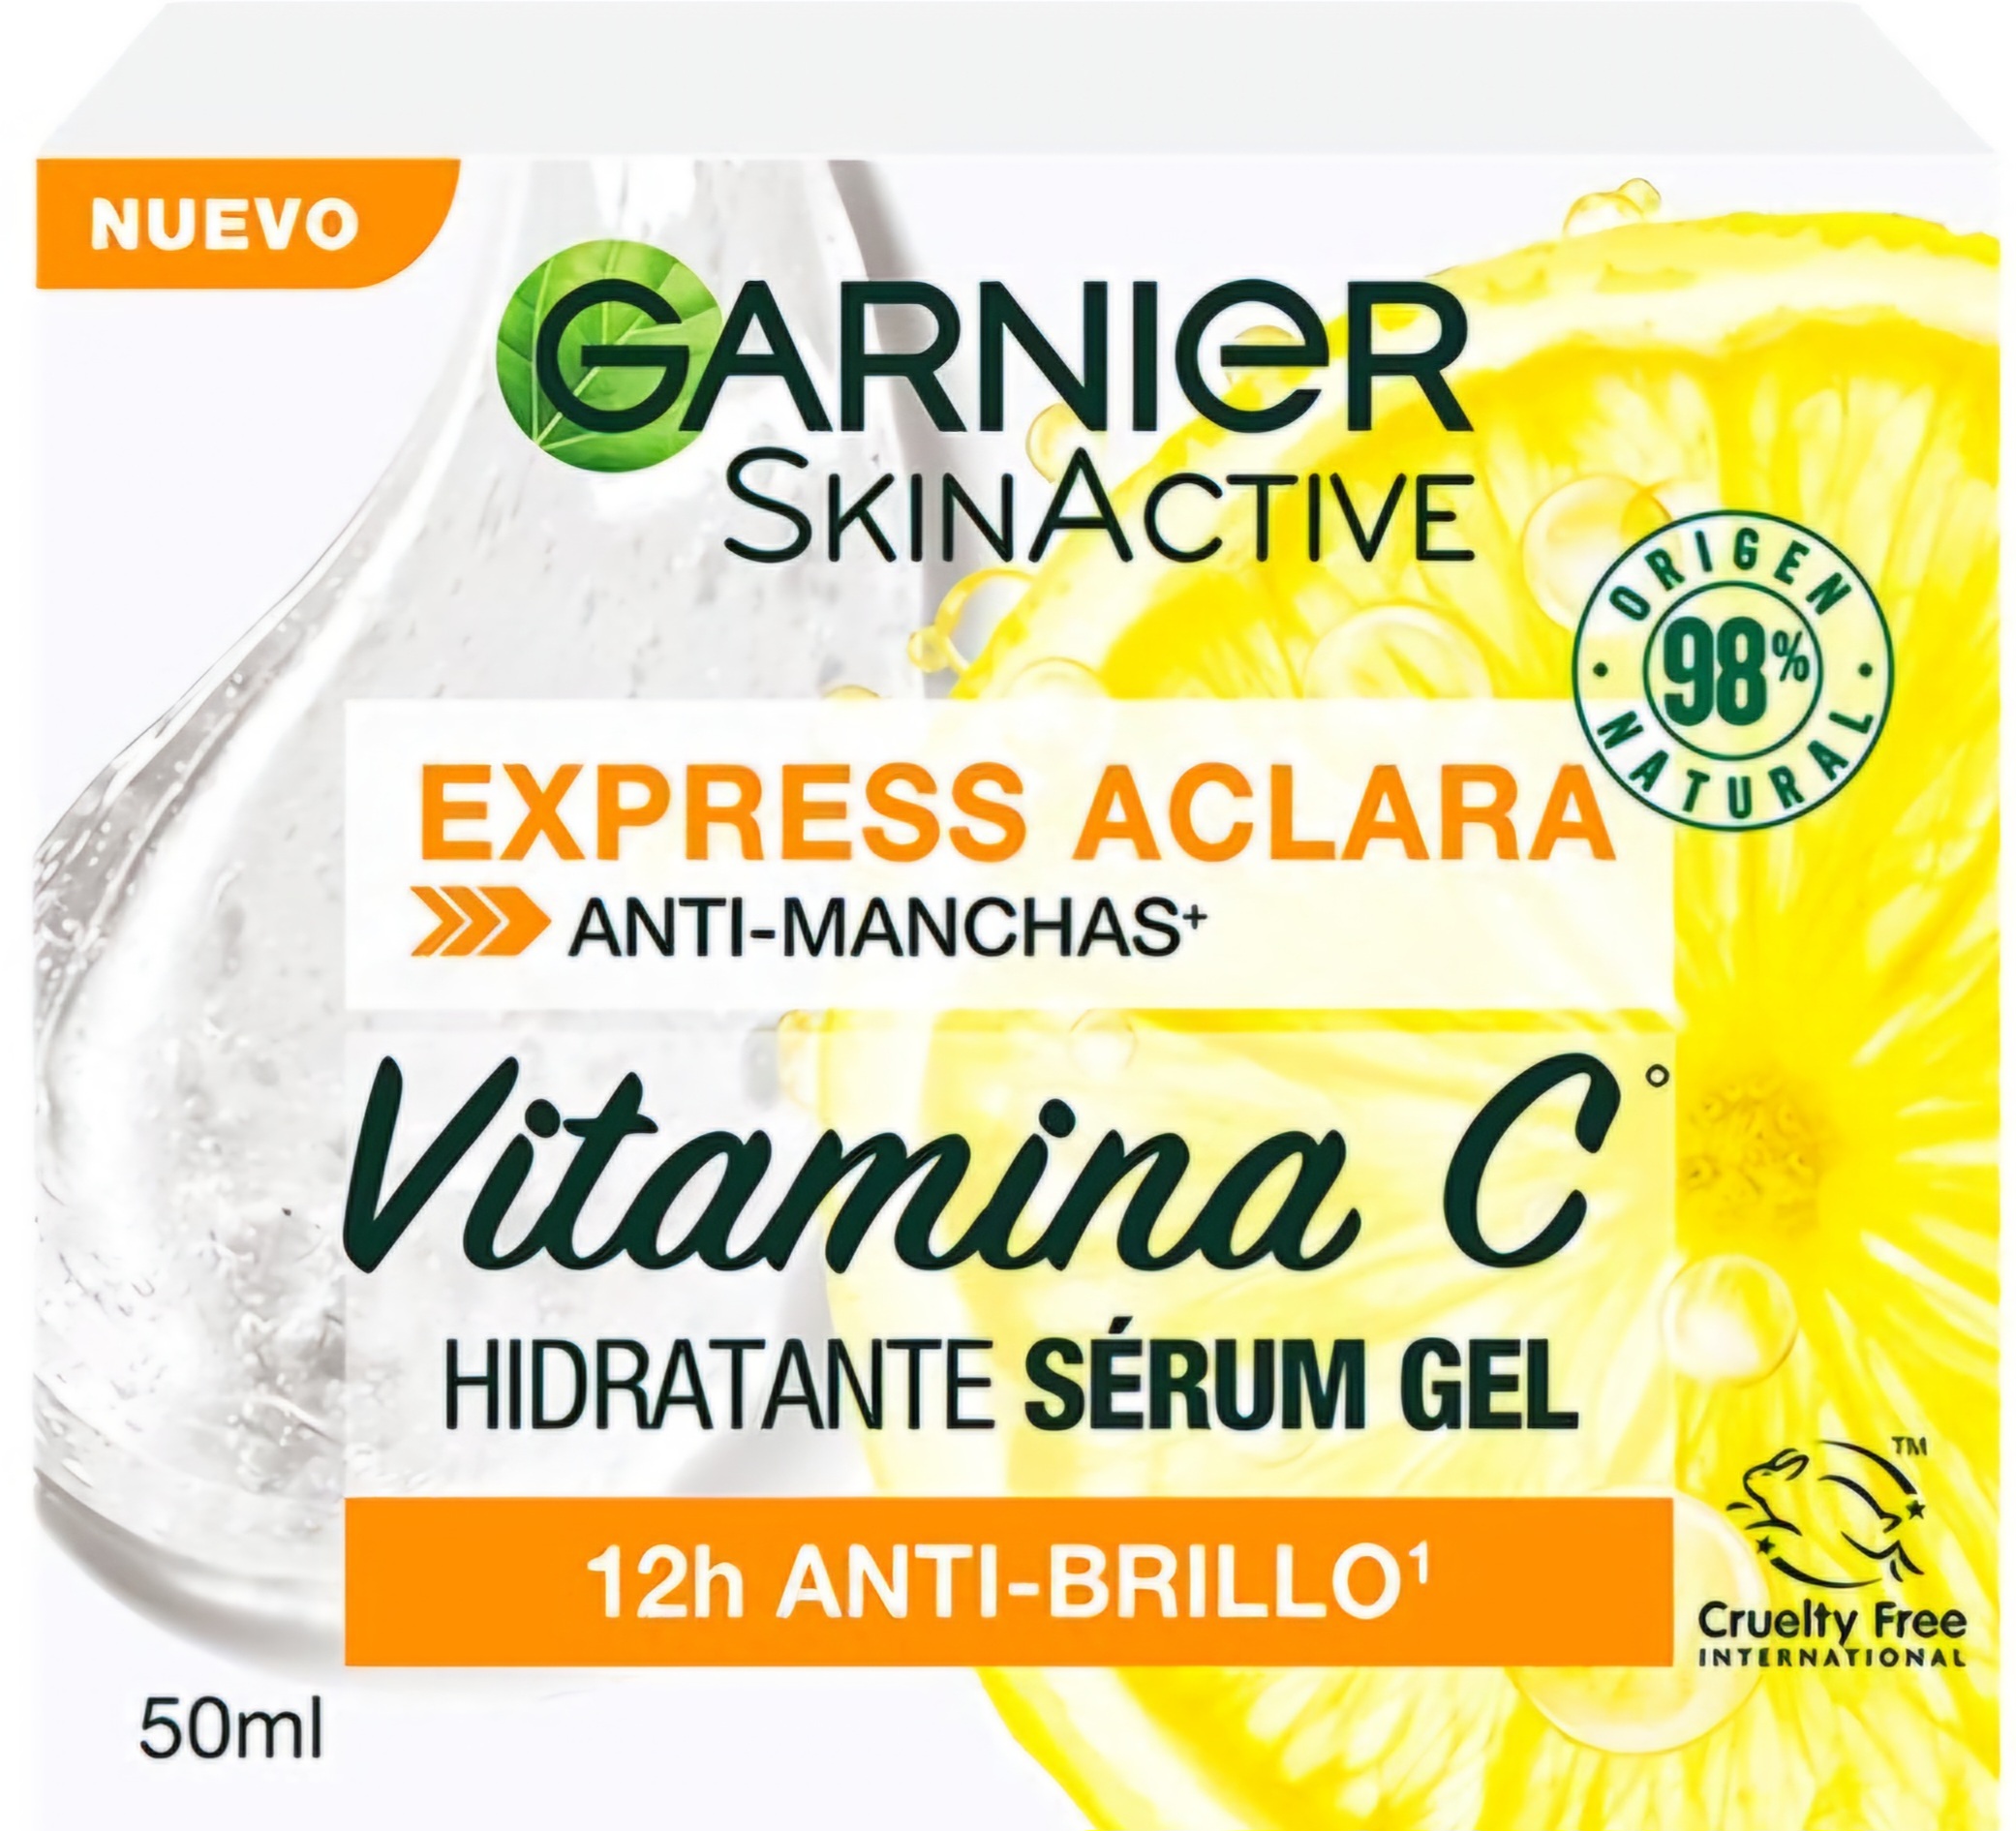 NUEVO
GARNIER
SKINACTIVE
ORIGEN
98%
NATURAL
EXPRESS ACLARA
ANTI-MANCHAS⁺
Vitamina C°
HIDRATANTE SÉRUM GEL
12h ANTI-BRILLO¹
TM
Cruelty Free
INTERNATIONAL
50ml